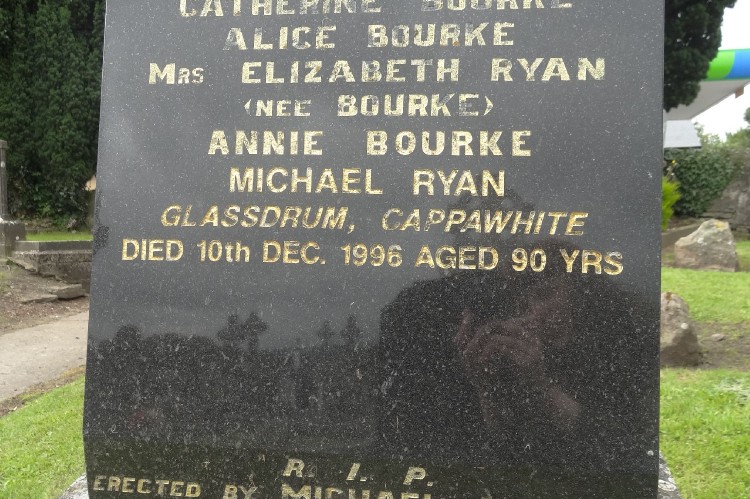 CATHERINE BOURKE
ALICE BOURKE
MRS ELIZABETH RYAN
(NEE BOURKE)
ANNIE BOURKE
MICHAEL RYAN
GLASSDRUM, CAPPAWHITE
DIED 10th DEC. 1996 AGED 90 YRS
R. I. P.
ERECTED BY MICHAEL